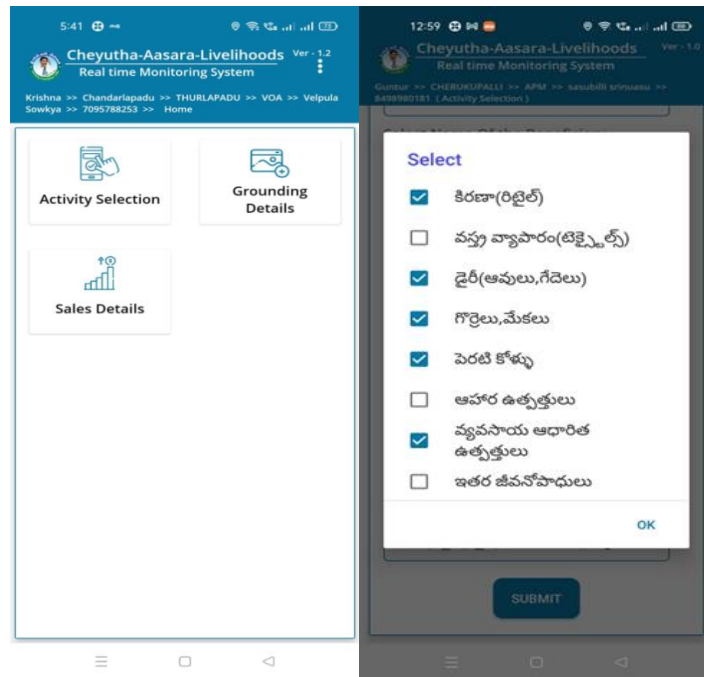 5:41
73
Cheyutha-Aasara-Livelihoods Ver - 1.2
Real time Monitoring System
Krishna >> Chandarlapadu >> THURLAPADU >> VOA >> Velpula
Sowkya >> 7095788253 >> Home
Activity Selection
Grounding
Details
Sales Details
12:59
Cheyutha-Aasara-Livelihoods Ver - 1.0
Real time Monitoring System
Guntur >> CHERUKUPALLI >> APM >> sasubilli srinuasu >>
8498980181 ( Activity Selection )
Select
కిరణా(రిటైల్)
వస్త్ర వ్యాపారం(టెక్స్టైల్స్)
డైరీ(ఆవులు,గేదెలు)
గొర్రెలు,మేకలు
పెరటి కోళ్ళు
ఆహార ఉత్పత్తులు
వ్యవసాయ ఆధారిత
ఉత్పత్తులు
ఇతర జీవనోపాధులు
OK
SUBMIT